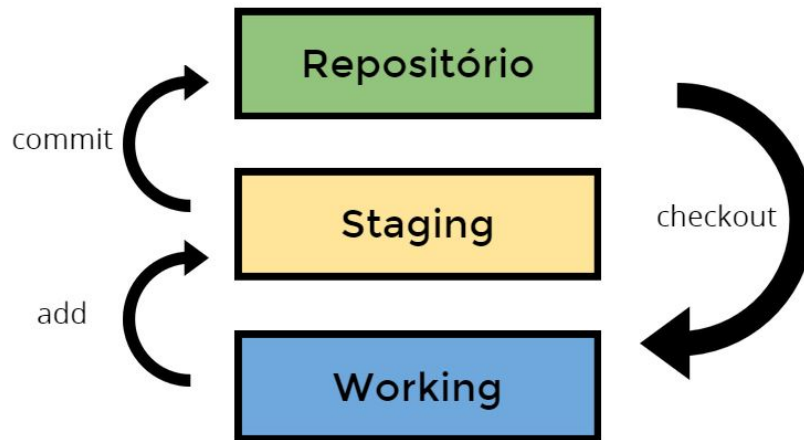 Repositório
commit
Staging
checkout
add
Working